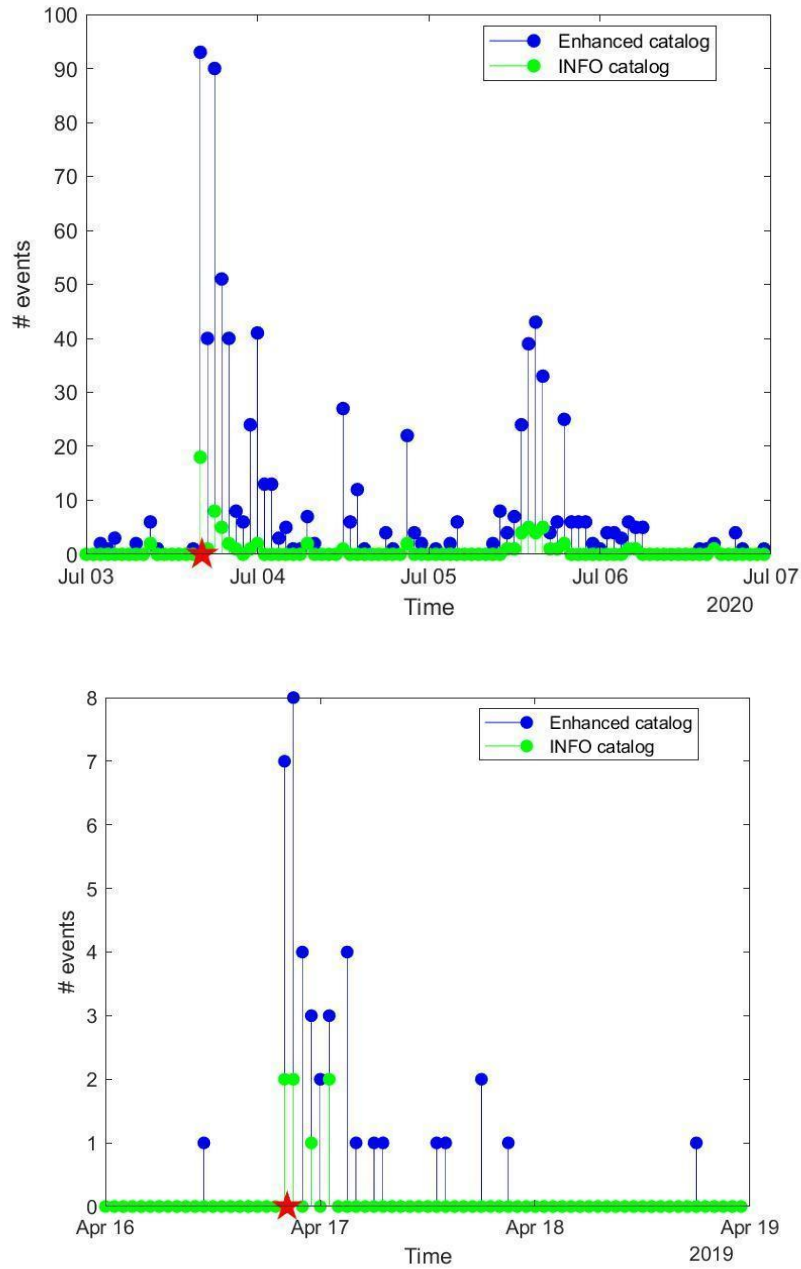 100
90
80
70
60
50
40
30
20
10
0
# events
Enhanced catalog
INFO catalog
Jul 03 Jul 04 Jul 05 Jul 06 Jul 07
Time 2020
8
7
6
5
4
3
2
1
0
# events
Enhanced catalog
INFO catalog
Apr 16 Apr 17 Apr 18 Apr 19
Time 2019